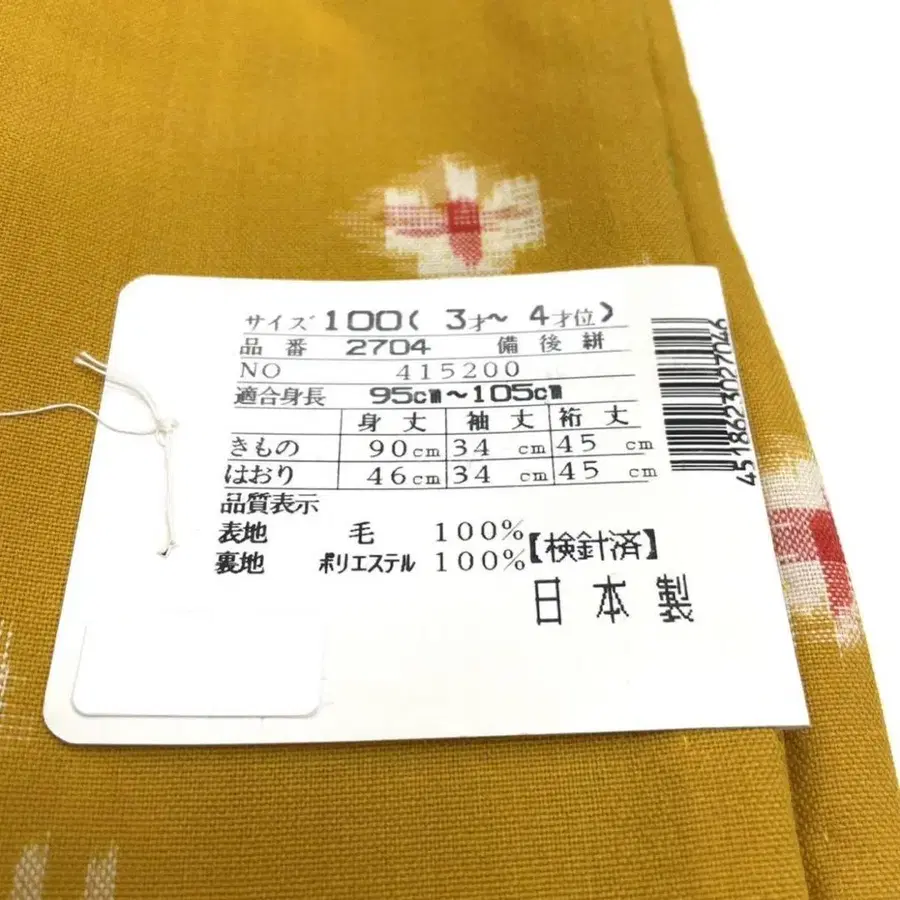 サイズ 100( 3才〜 4才位)
品番 2704 備後絣
NO 415200
適合身長 95cm〜105cm
身丈 袖丈 裄丈
きもの 90cm 34 cm 45 cm
はおり 46cm 34 cm 45 cm
品質表示
表地 毛 100%
裏地 ポリエステル 100%
【検針済】
日本製
4518623027046